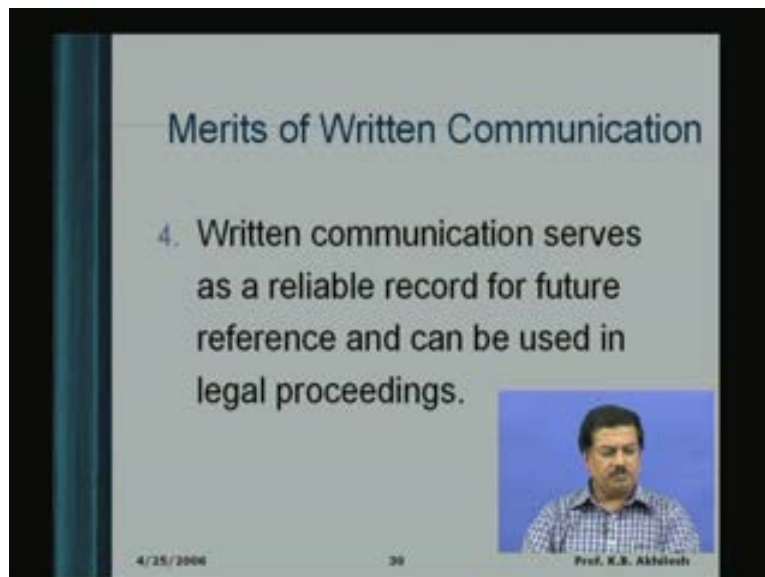 Merits of Written Communication
4. Written communication serves
as a reliable record for future
reference and can be used in
legal proceedings.
4/25/2006 30 Prof. K.B. Akhilesh